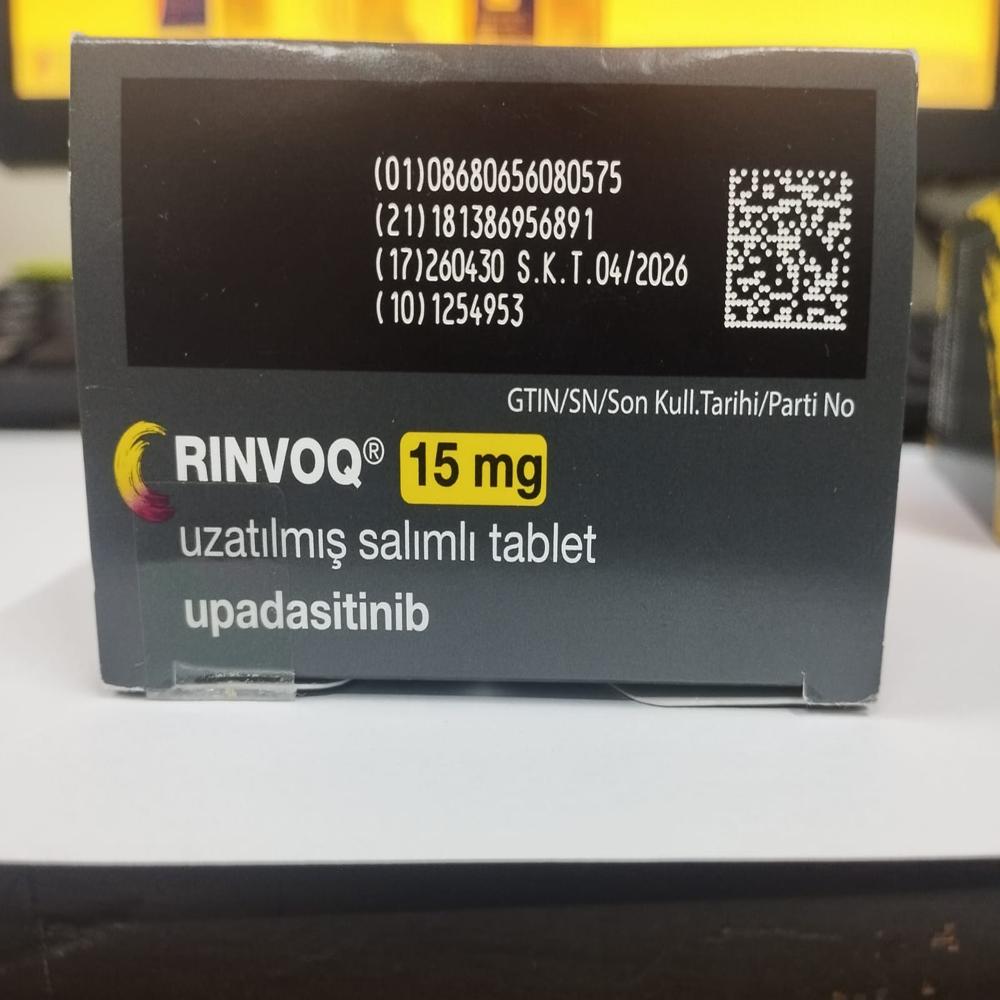 (01)08680656080575
(21)181386956891
(17)260430 S.K.T.04/2026
(10)1254953
GTIN/SN/Son Kull.Tarihi/Parti No
RINVOQ® 15 mg
uzatılmış salımlı tablet
upadasitinib